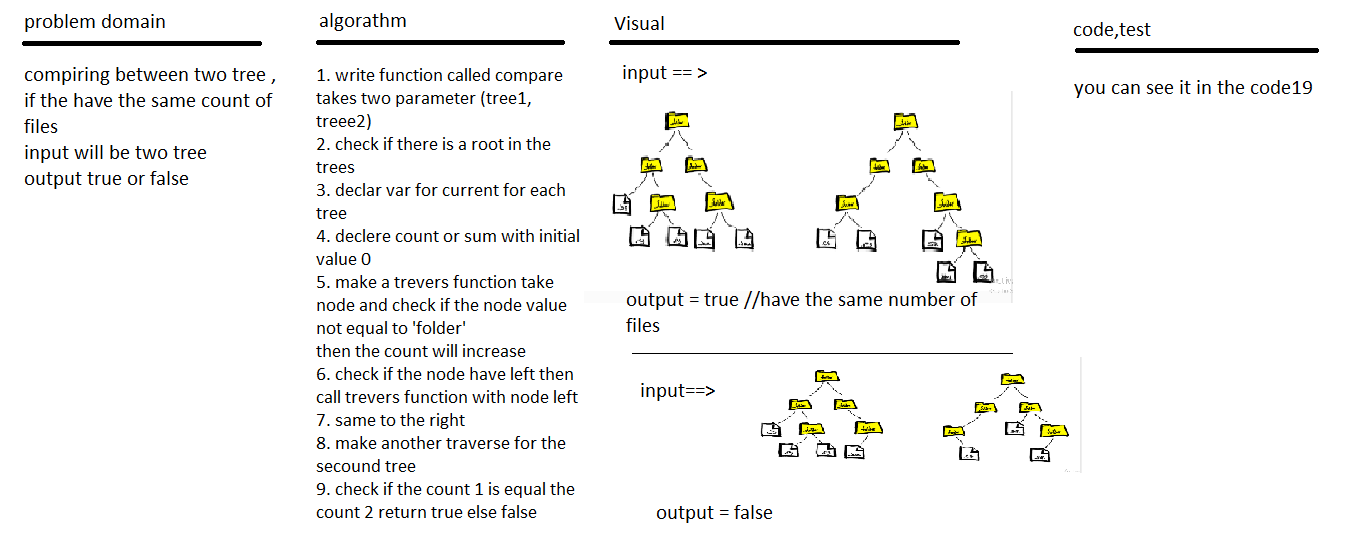 problem domain
compiring between two tree ,
if the have the same count of
files
input will be two tree
output true or false
algorathm
1. write function called compare
takes two parameter (tree1,
treee2)
2. check if there is a root in the
trees
3. declar var for current for each
tree
4. declere count or sum with initial
value 0
5. make a trevers function take
node and check if the node value
not equal to 'folder'
then the count will increase
6. check if the node have left then
call trevers function with node left
7. same to the right
8. make another traverse for the
secound tree
9. check if the count 1 is equal the
count 2 return true else false
Visual
input == >
output = true //have the same number of
files
input==>
output = false
code,test
you can see it in the code19